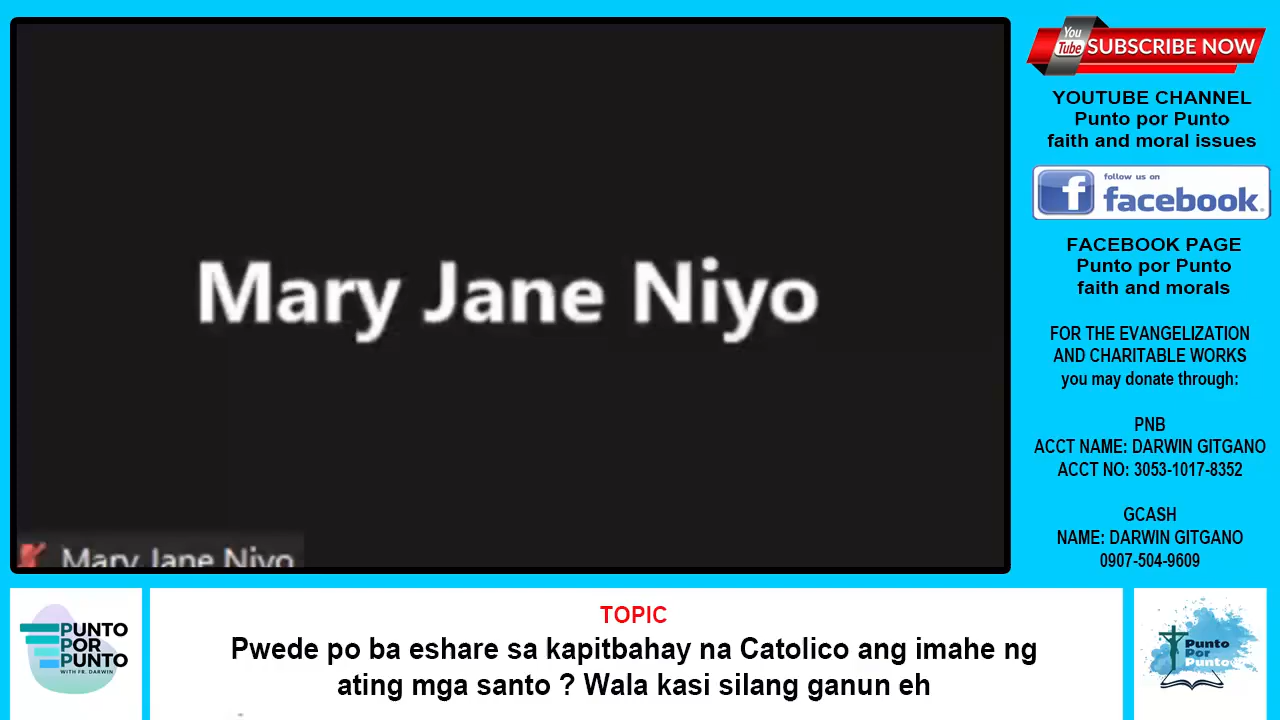 Mary Jane Niyo
Mary Jane Niyo
You
Tube
SUBSCRIBE NOW
YOUTUBE CHANNEL
Punto por Punto
faith and moral issues
follow us on
facebook.
FACEBOOK PAGE
Punto por Punto
faith and morals
FOR THE EVANGELIZATION
AND CHARITABLE WORKS
you may donate through:
PNB
ACCT NAME: DARWIN GITGANO
ACCT NO: 3053-1017-8352
GCASH
NAME: DARWIN GITGANO
0907-504-9609
PUNTO
POR
PUNTO
WITH FR. DARWIN
TOPIC
Pwede po ba eshare sa kapitbahay na Catolico ang imahe ng
ating mga santo ? Wala kasi silang ganun eh
Punto
Por
Punto